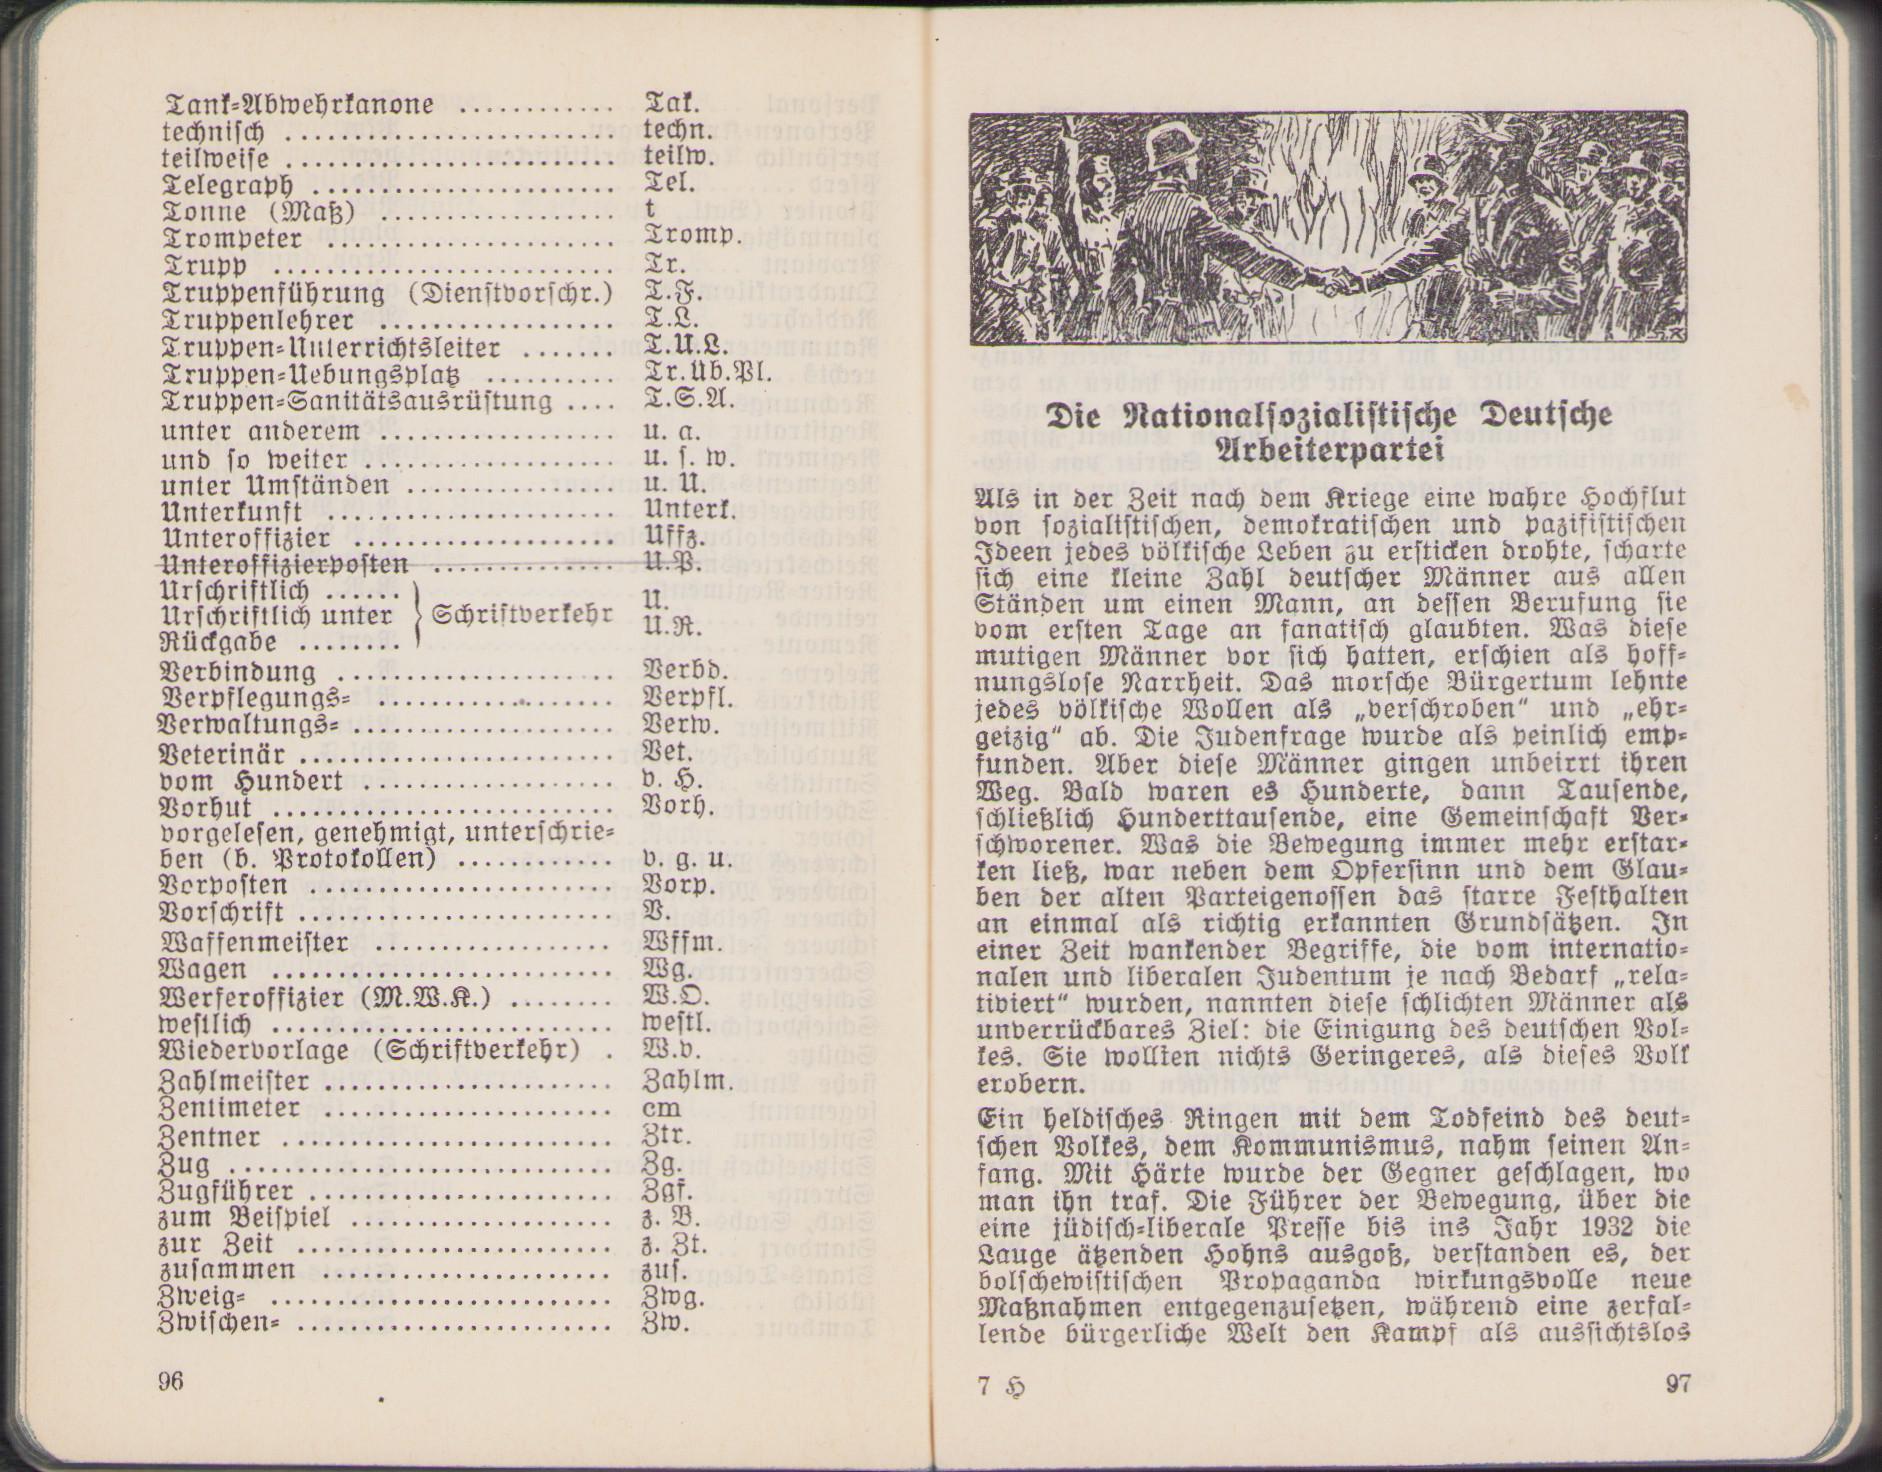 Tank-Abwehrkanone ............ Tak.
technisch ......................... techn.
teilweise ......................... teilw.
Telegraph ....................... Tel.
Tonne (Maß) .................. t
Trompeter ...................... Tromp.
Trupp .......................... Tr.
Truppenführung (Dienstvorschr.) T.F.
Truppenlehrer .................. T.L.
Truppen-Unterrichtsleiter ....... T.U.L.
Truppen-Uebungsplatz .......... Tr.Üb.Pl.
Truppen-Sanitätsausrüstung .... T.S.A.
unter anderem .................. u. a.
und so weiter ................... u. s. w.
unter Umständen ................ u. U.
Unterkunft ...................... Unterk.
Unteroffizier .................... Uffz.
Unteroffizierposten .............. U.P.
Urschriftlich ...... U.
Urschriftlich unter } Schriftverkehr
Rückgabe ........ U.R.
Verbindung ..................... Verbd.
Verpflegungs- .................. Verpfl.
Verwaltungs- .................... Verw.
Veterinär ........................ Vet.
vom Hundert ................... v. H.
Vorhut .......................... Vorh.
vorgelesen, genehmigt, unterschrie-
ben (b. Protokollen) ............ v. g. u.
Vorposten ....................... Vorp.
Vorschrift ........................ V.
Waffenmeister .................. Wffm.
Wagen .......................... Wg.
Werferoffizier (M.W.K.) ........ W.O.
westlich .......................... westl.
Wiedervorlage (Schriftverkehr) . W.v.
Zahlmeister ...................... Zahlm.
Zentimeter ...................... cm
Zentner ......................... Ztr.
Zug ............................. Zg.
Zugführer ....................... Zgf.
zum Beispiel .................... z. B.
zur Zeit ........................ z. Zt.
zusammen ...................... zus.
Zweig- .......................... Zwg.
Zwischen- ........................ Zw.
96
Die Nationalsozialistische Deutsche
Arbeiterpartei
Als in der Zeit nach dem Kriege eine wahre Hochflut
von sozialistischen, demokratischen und pazifistischen
Ideen jedes völkische Leben zu ersticken drohte, scharte
sich eine kleine Zahl deutscher Männer aus allen
Ständen um einen Mann, an dessen Berufung sie
vom ersten Tage an fanatisch glaubten. Was diese
mutigen Männer vor sich hatten, erschien als hoff-
nungslose Narrheit. Das morsche Bürgertum lehnte
jedes völkische Wollen als „verschroben“ und „ehr-
geizig“ ab. Die Judenfrage wurde als peinlich emp-
funden. Aber diese Männer gingen unbeirrt ihren
Weg. Bald waren es Hunderte, dann Tausende,
schließlich Hunderttausende, eine Gemeinschaft Ver-
schworener. Was die Bewegung immer mehr erstar-
ken ließ, war neben dem Opfersinn und dem Glau-
ben der alten Parteigenossen das starre Festhalten
an einmal als richtig erkannten Grundsätzen. In
einer Zeit wankender Begriffe, die vom internatio-
nalen und liberalen Judentum je nach Bedarf „rela-
tiviert“ wurden, nannten diese schlichten Männer als
unverrückbares Ziel: die Einigung des deutschen Vol-
kes. Sie wollten nichts Geringeres, als dieses Volk
erobern.
Ein heldisches Ringen mit dem Todfeind des deut-
schen Volkes, dem Kommunismus, nahm seinen An-
fang. Mit Härte wurde der Gegner geschlagen, wo
man ihn traf. Die Führer der Bewegung, über die
eine jüdisch-liberale Presse bis ins Jahr 1932 die
Lauge ätzenden Hohns ausgoß, verstanden es, der
bolschewistischen Propaganda wirkungsvolle neue
Maßnahmen entgegenzusetzen, während eine zerfal-
lende bürgerliche Welt den Kampf als aussichtslos
7 H
97